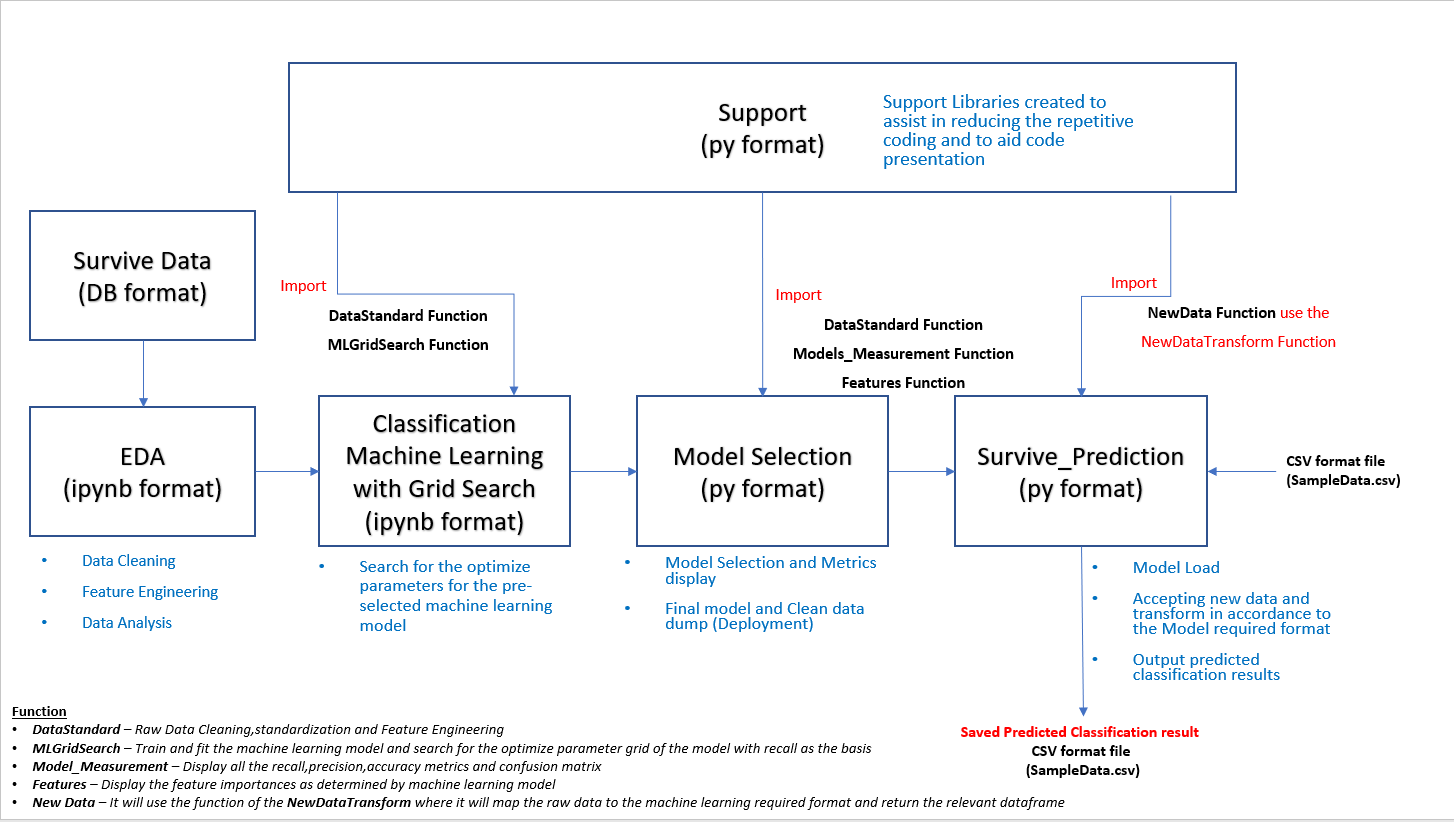 Support
(py format)
Support Libraries created to
assist in reducing the repetitive
coding and to aid code
presentation
Survive Data
(DB format)
Import
DataStandard Function
MLGridSearch Function
Import
DataStandard Function
Models_Measurement Function
Features Function
Import
NewData Function use the
NewDataTransform Function
EDA
(ipynb format)
Classification
Machine Learning
with Grid Search
(ipynb format)
Model Selection
(py format)
Survive_Prediction
(py format)
CSV format file
(SampleData.csv)
• Data Cleaning
• Feature Engineering
• Data Analysis
• Search for the optimize
parameters for the pre-
selected machine learning
model
• Model Selection and Metrics
display
• Final model and Clean data
dump (Deployment)
• Model Load
• Accepting new data and
transform in accordance to
the Model required format
• Output predicted
classification results
Saved Predicted Classification result
CSV format file
(SampleData.csv)
Function
• DataStandard – Raw Data Cleaning,standardization and Feature Engineering
• MLGridSearch – Train and fit the machine learning model and search for the optimize parameter grid of the model with recall as the basis
• Model_Measurement – Display all the recall,precision,accuracy metrics and confusion matrix
• Features – Display the feature importances as determined by machine learning model
• New Data – It will use the function of the NewDataTransform where it will map the raw data to the machine learning required format and return the relevant dataframe